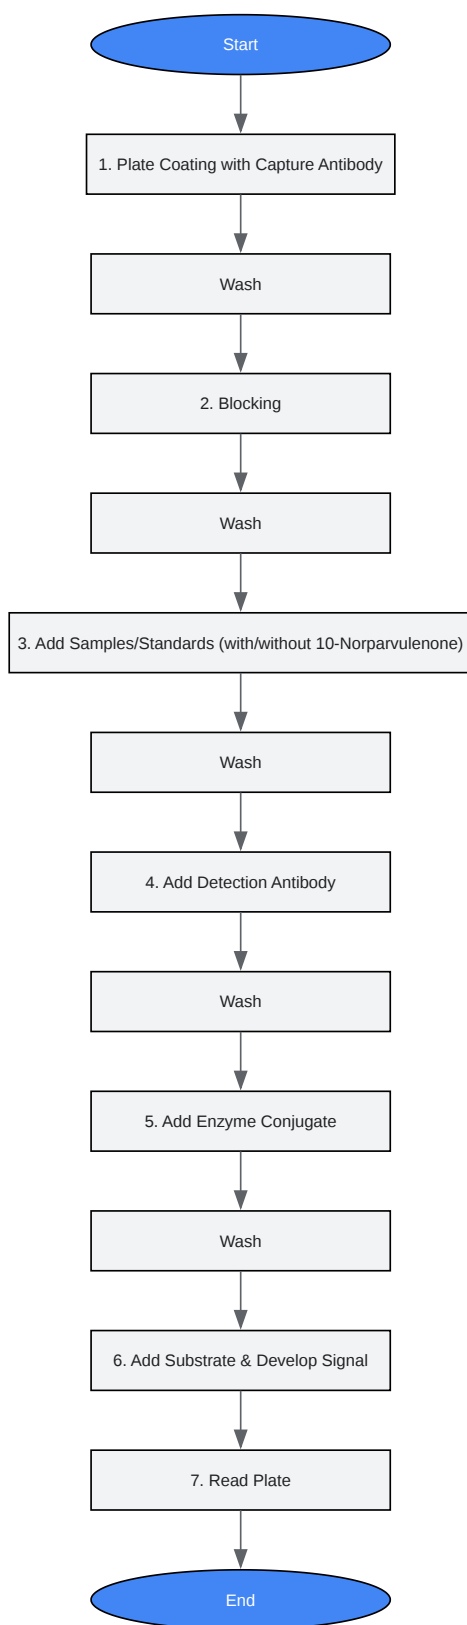 Start
1. Plate Coating with Capture Antibody
Wash
2. Blocking
Wash
3. Add Samples/Standards (with/without 10-Norparvulenone)
Wash
4. Add Detection Antibody
Wash
5. Add Enzyme Conjugate
Wash
6. Add Substrate & Develop Signal
7. Read Plate
End